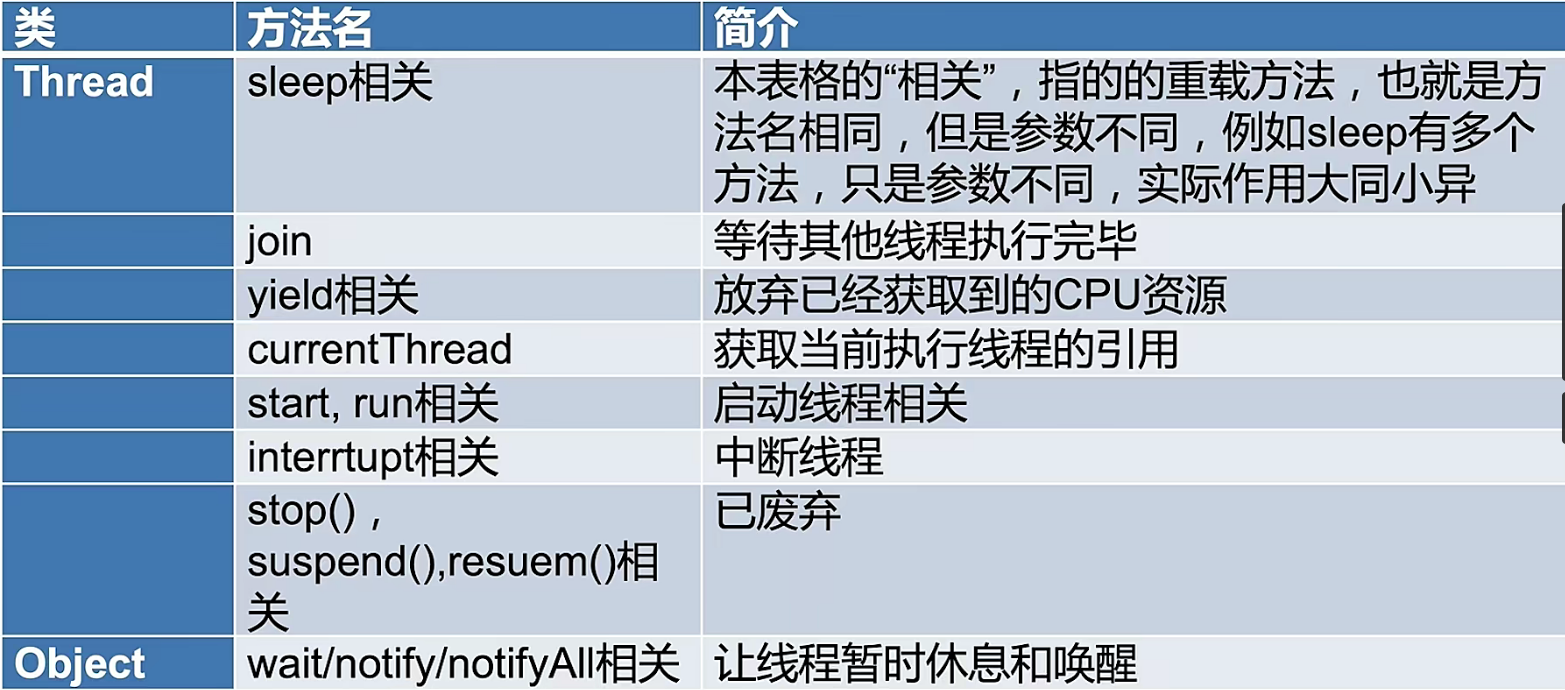 类 方法名 简介
Thread sleep相关 本表格的“相关”，指的的重载方法，也就是方
法名相同，但是参数不同，例如sleep有多个
方法，只是参数不同，实际作用大同小异
join 等待其他线程执行完毕
yield相关 放弃已经获取到的CPU资源
currentThread 获取当前执行线程的引用
start, run相关 启动线程相关
interrtupt相关 中断线程
stop()， 已废弃
suspend(),resuem()相
关
Object wait/notify/notifyAll相关 让线程暂时休息和唤醒